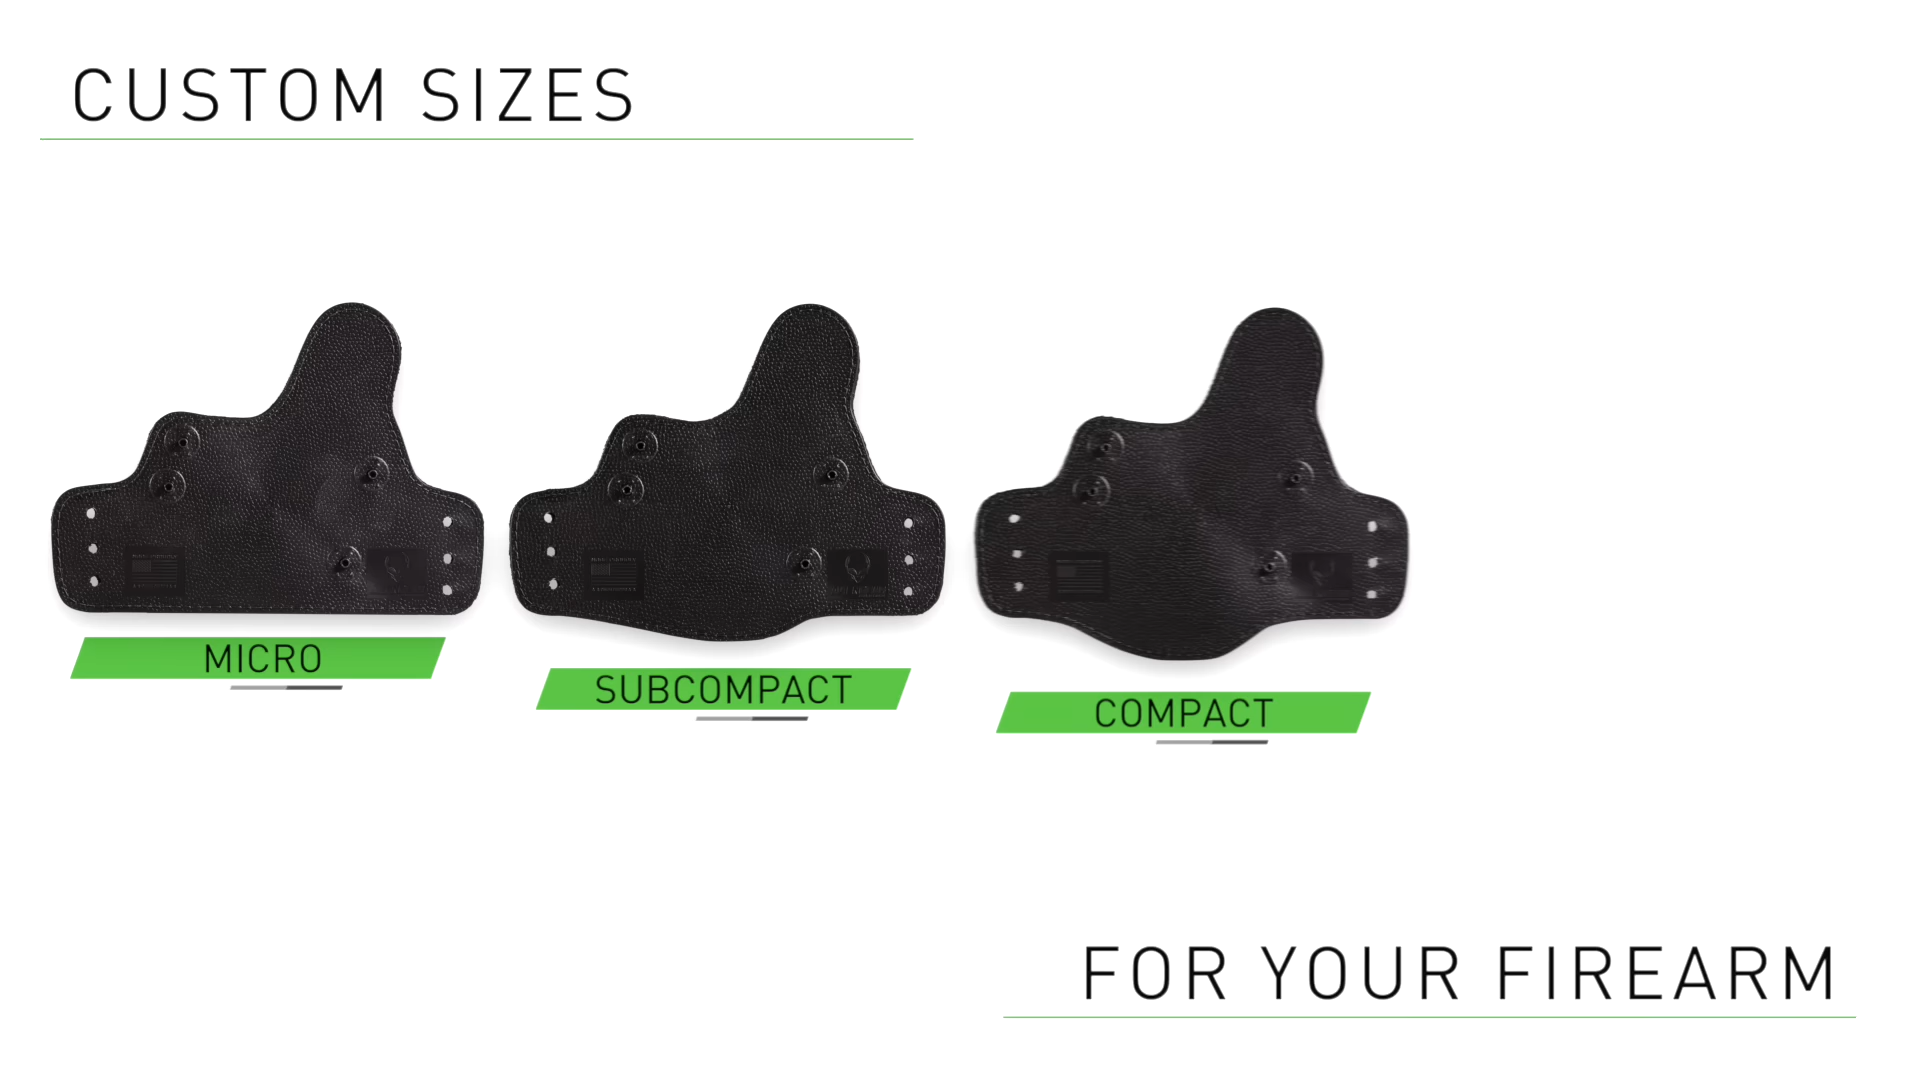 CUSTOM SIZES
MICRO
SUBCOMPACT
COMPACT
FOR YOUR FIREARM